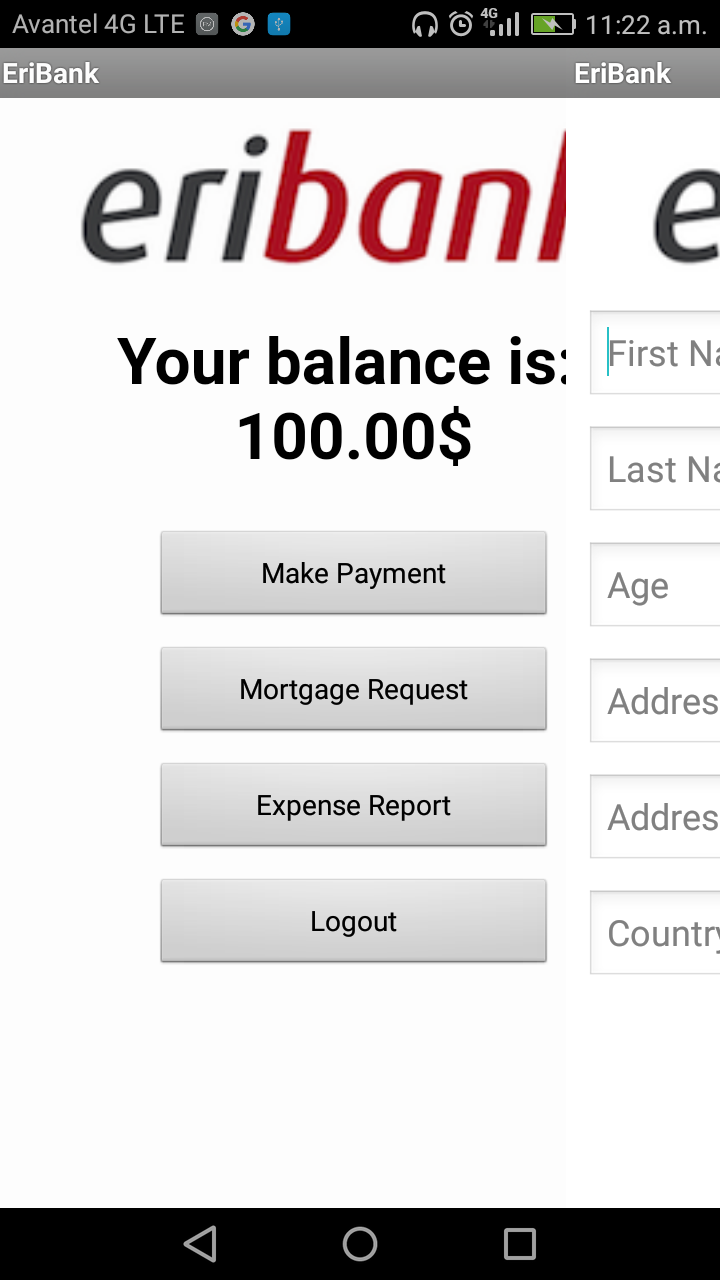 Avantel 4G LTE 4G 11:22 a.m.
EriBank
eriban
Your balance is:
100.00$
Make Payment
Mortgage Request
Expense Report
Logout
EriBank
e
First Na
Last Na
Age
Addres
Addres
Country